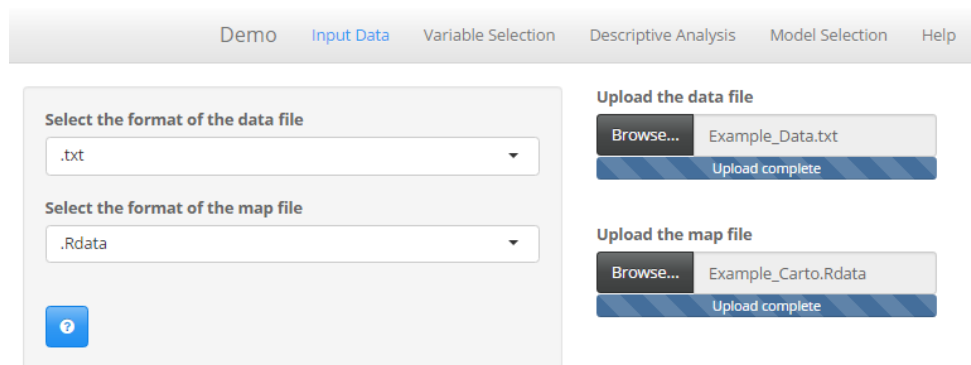 Demo Input Data Variable Selection Descriptive Analysis Model Selection Help
Select the format of the data file
.txt
Select the format of the map file
.Rdata
?
Upload the data file
Browse... Example_Data.txt
Upload complete
Upload the map file
Browse... Example_Carto.Rdata
Upload complete